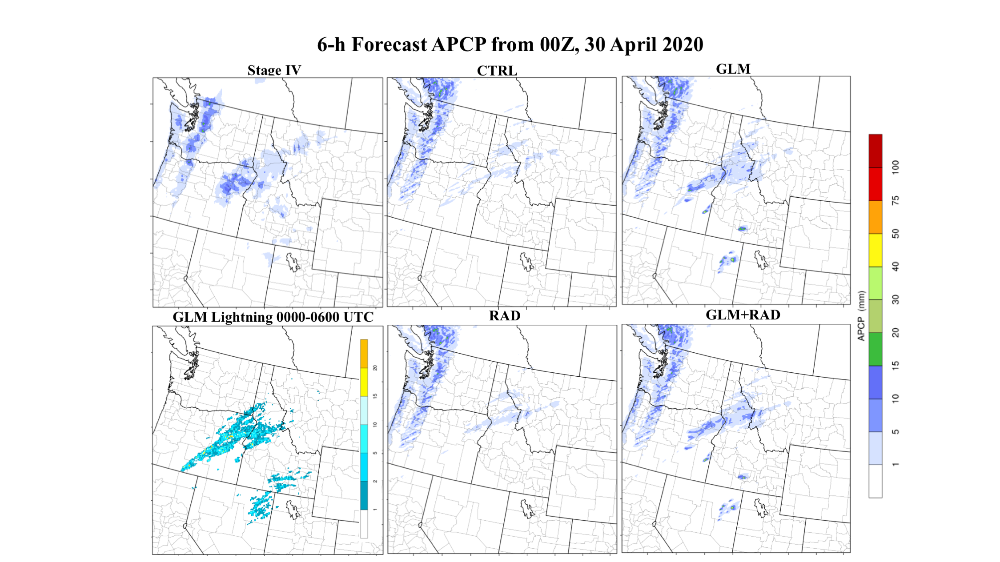 6-h Forecast APCP from 00Z, 30 April 2020
Stage IV
CTRL
GLM
GLM Lightning 0000-0600 UTC
RAD
GLM+RAD
20
15
10
5
2
1
APCP (mm)
100
75
50
40
30
20
15
10
5
1